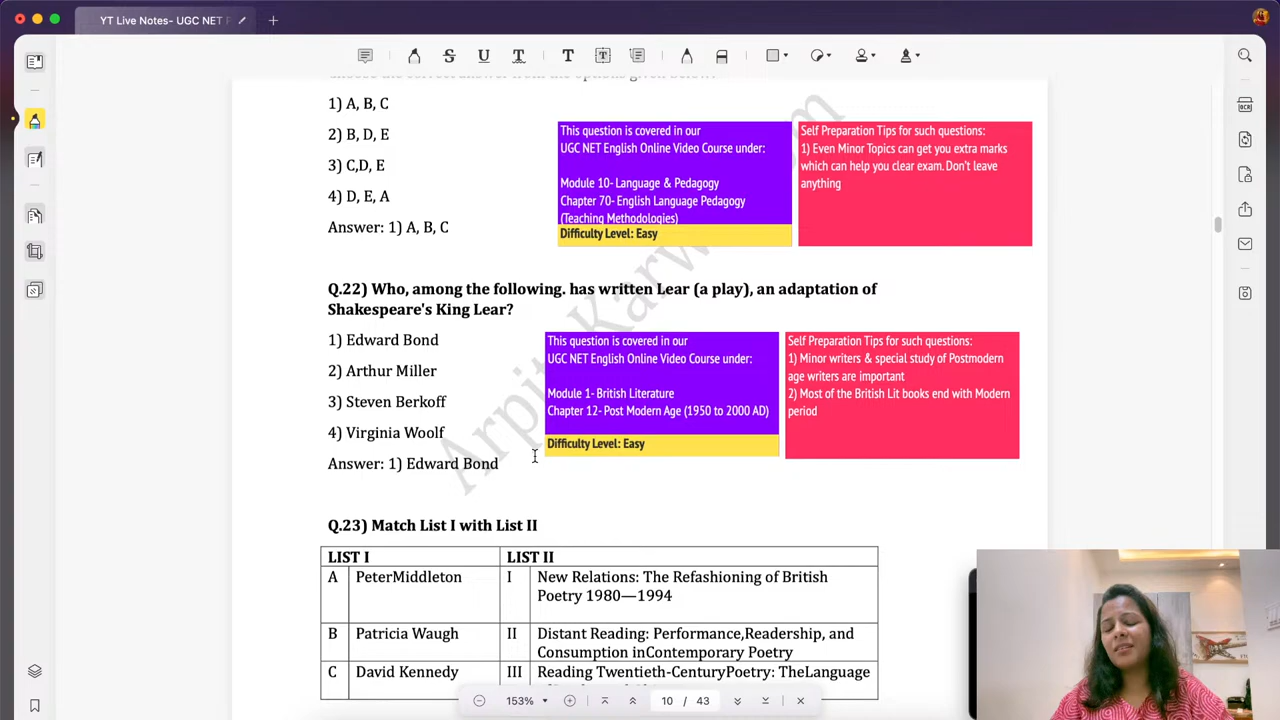 YT Live Notes- UGC NET P
1) A, B, C
2) B, D, E
3) C,D, E
4) D, E, A
Answer: 1) A, B, C
This question is covered in our
UGC NET English Online Video Course under:
Module 10- Language & Pedagogy
Chapter 70- English Language Pedagogy
(Teaching Methodologies)
Difficulty Level: Easy
Self Preparation Tips for such questions:
1) Even Minor Topics can get you extra marks
which can help you clear exam. Don't leave
anything
Q.22) Who, among the following. has written Lear (a play), an adaptation of
Shakespeare's King Lear?
1) Edward Bond
2) Arthur Miller
3) Steven Berkoff
4) Virginia Woolf
Answer: 1) Edward Bond
This question is covered in our
UGC NET English Online Video Course under:
Module 1- British Literature
Chapter 12- Post Modern Age (1950 to 2000 AD)
Difficulty Level: Easy
Self Preparation Tips for such questions:
1) Minor writers & special study of Postmodern
age writers are important
2) Most of the British Lit books end with Modern
period
Q.23) Match List I with List II
LIST I LIST II
A PeterMiddleton I New Relations: The Refashioning of British
Poetry 1980—1994
B Patricia Waugh II Distant Reading: Performance,Readership, and
Consumption inContemporary Poetry
C David Kennedy III Reading Twentieth-CenturyPoetry: TheLanguage
153% 10 / 43